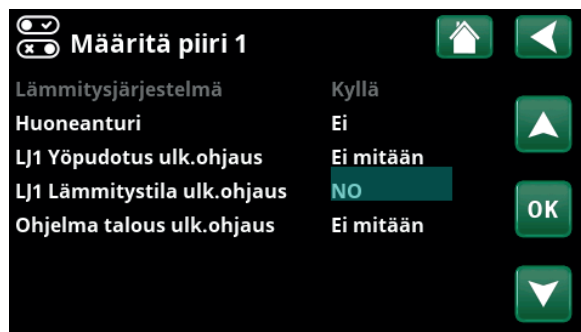 Määritä piiri 1
Lämmitysjärjestelmä Kyllä
Huoneanturi Ei
LJ1 Yöpudotus ulk.ohjaus Ei mitään
LJ1 Lämmitystila ulk.ohjaus NO
Ohjelma talous ulk.ohjaus Ei mitään
OK